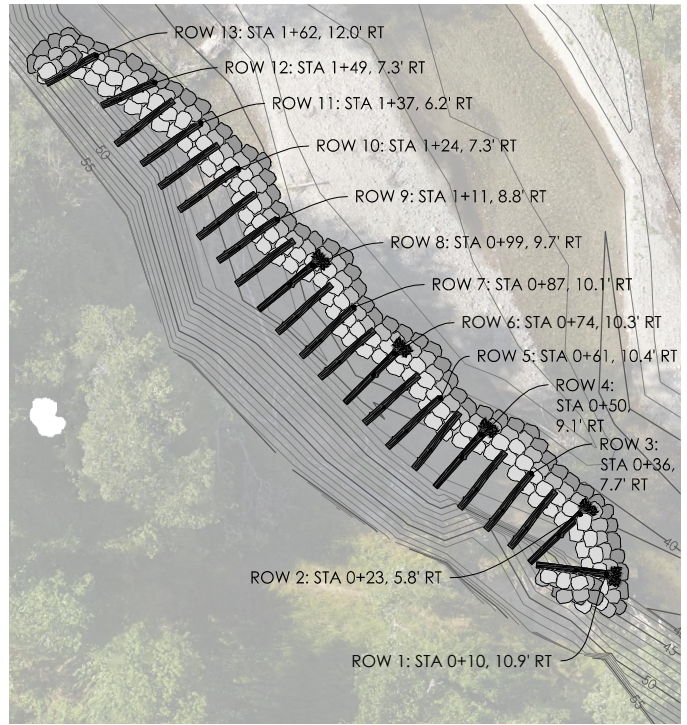 ROW 13: STA 1+62, 12.0' RT
ROW 12: STA 1+49, 7.3' RT
ROW 11: STA 1+37, 6.2' RT
50
55
ROW 10: STA 1+24, 7.3' RT
ROW 9: STA 1+11, 8.8' RT
ROW 8: STA 0+99, 9.7' RT
ROW 7: STA 0+87, 10.1' RT
ROW 6: STA 0+74, 10.3' RT
ROW 5: STA 0+61, 10.4' RT
ROW 4:
STA 0+50,
9.1' RT
ROW 3:
STA 0+36,
7.7' RT
40
ROW 2: STA 0+23, 5.8' RT
45
ROW 1: STA 0+10, 10.9' RT
50
55